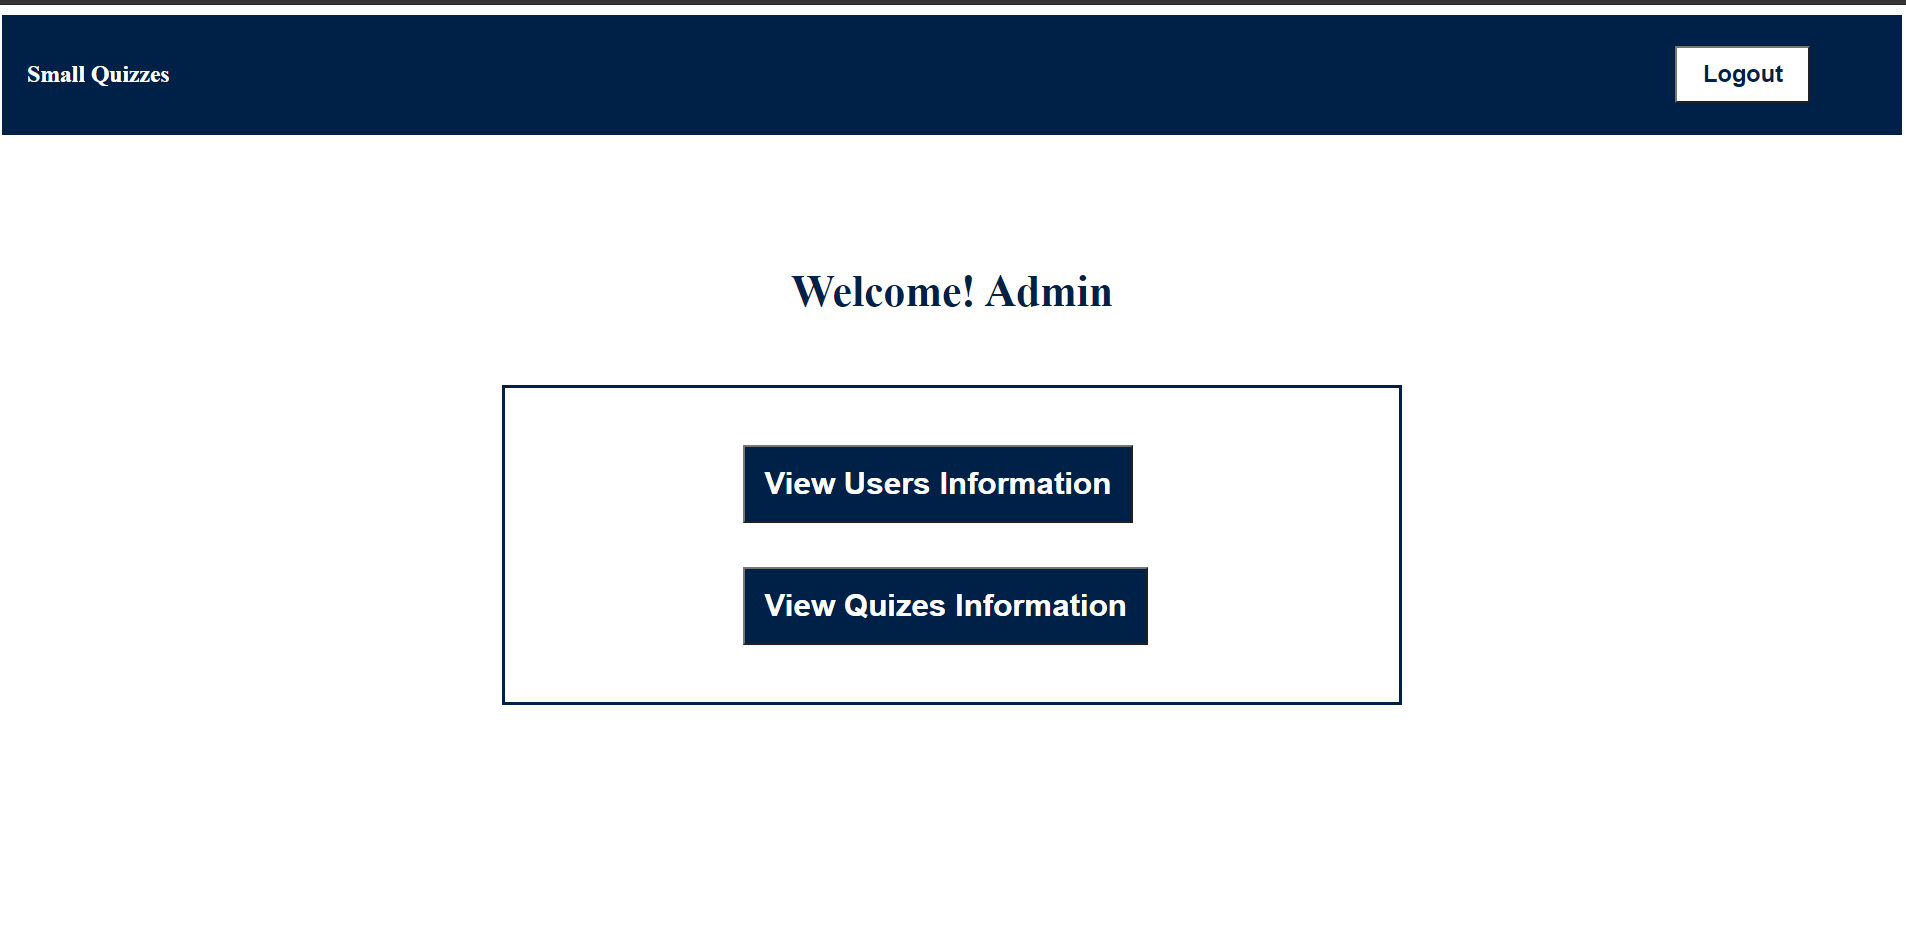 Small Quizzes
Logout
Welcome! Admin
View Users Information
View Quizes Information